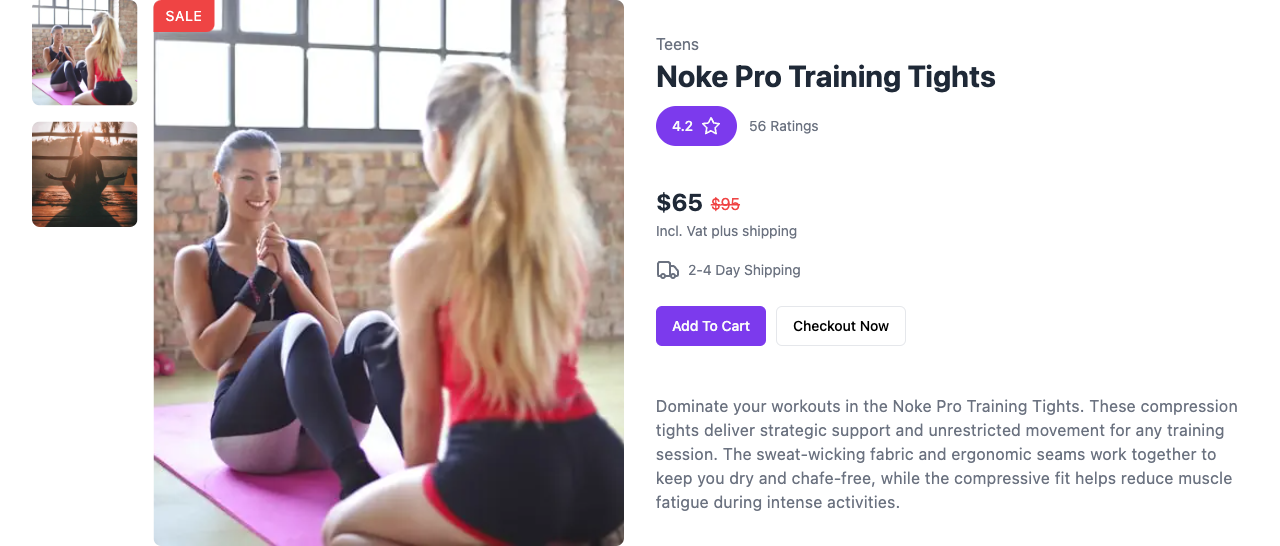 SALE
Teens
Noke Pro Training Tights
4.2
56 Ratings
$65 $95
Incl. Vat plus shipping
2-4 Day Shipping
Add To Cart
Checkout Now
Dominate your workouts in the Noke Pro Training Tights. These compression
tights deliver strategic support and unrestricted movement for any training
session. The sweat-wicking fabric and ergonomic seams work together to
keep you dry and chafe-free, while the compressive fit helps reduce muscle
fatigue during intense activities.